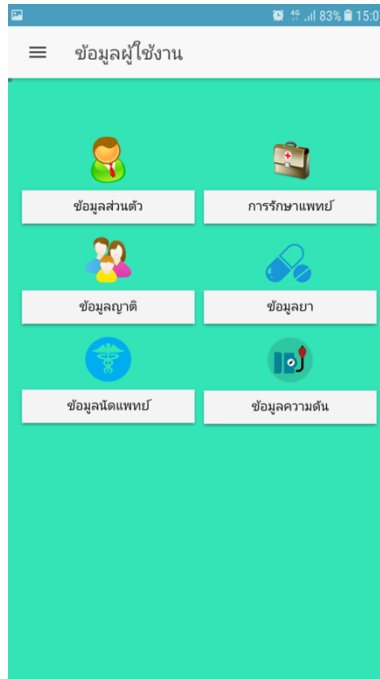 4G 83% 15:0
ข้อมูลผู้ใช้งาน
ข้อมูลส่วนตัว
การรักษาแพทย์
ข้อมูลญาติ
ข้อมูลยา
ข้อมูลนัดแพทย์
ข้อมูลความดัน